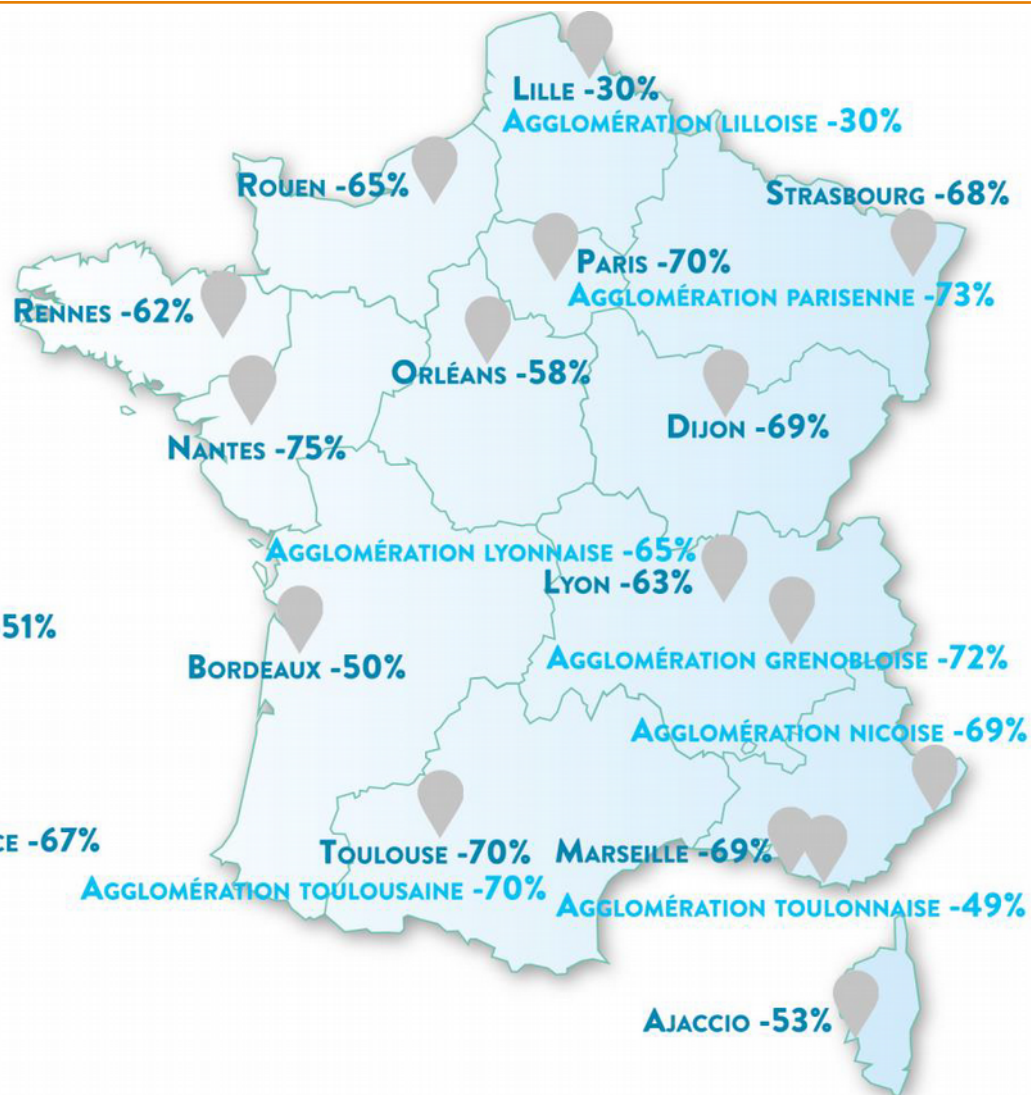 Lille -30%
Agglomération lilloise -30%
Rouen -65%
Strasbourg -68%
Paris -70%
Agglomération parisenne -73%
Rennes -62%
Orléans -58%
Dijon -69%
Nantes -75%
Agglomération lyonnaise -65%
Lyon -63%
51%
Bordeaux -50%
Agglomération grenobloise -72%
Agglomération nicoise -69%
ce -67%
Toulouse -70%
Marseille -69%
Agglomération toulousaine -70%
Agglomération toulonnaise -49%
Ajaccio -53%